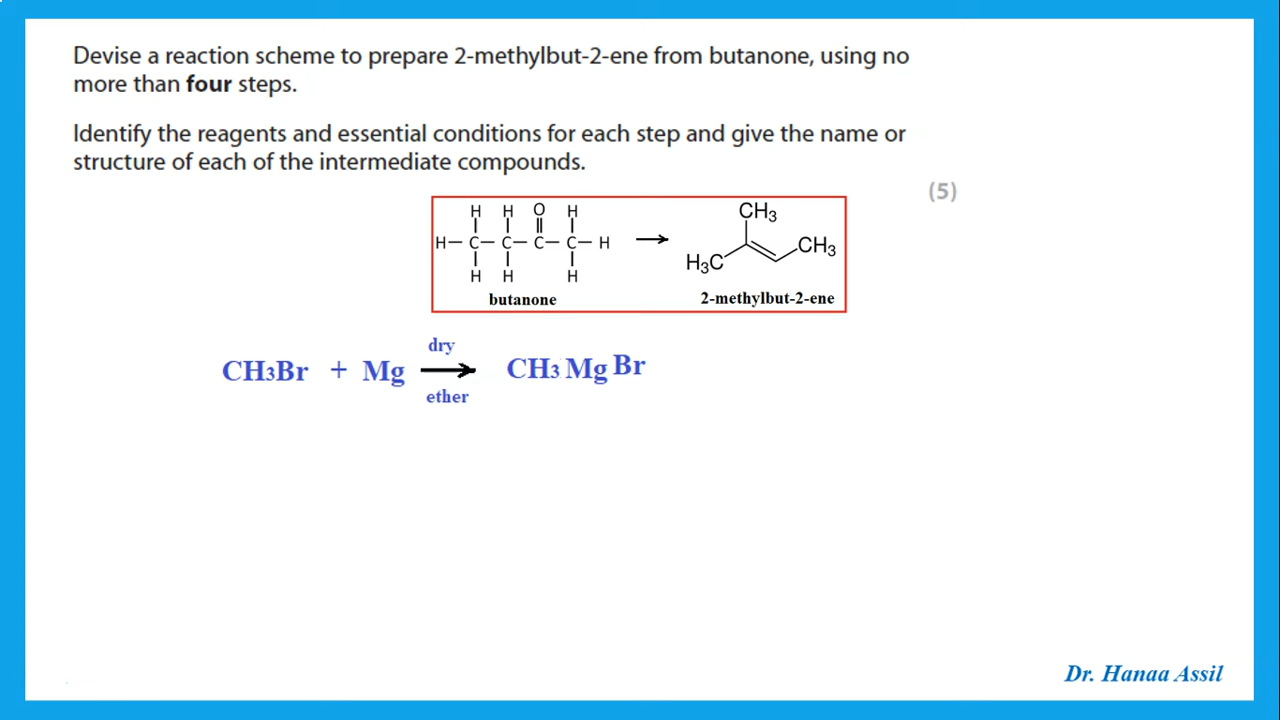 Devise a reaction scheme to prepare 2-methylbut-2-ene from butanone, using no
more than four steps.
Identify the reagents and essential conditions for each step and give the name or
structure of each of the intermediate compounds.
(5)
H H O H
H C C C C H
H H H
butanone
CH3
H3C
CH3
2-methylbut-2-ene
dry
CH3Br + Mg → CH3 Mg Br
ether
Dr. Hanaa Assil